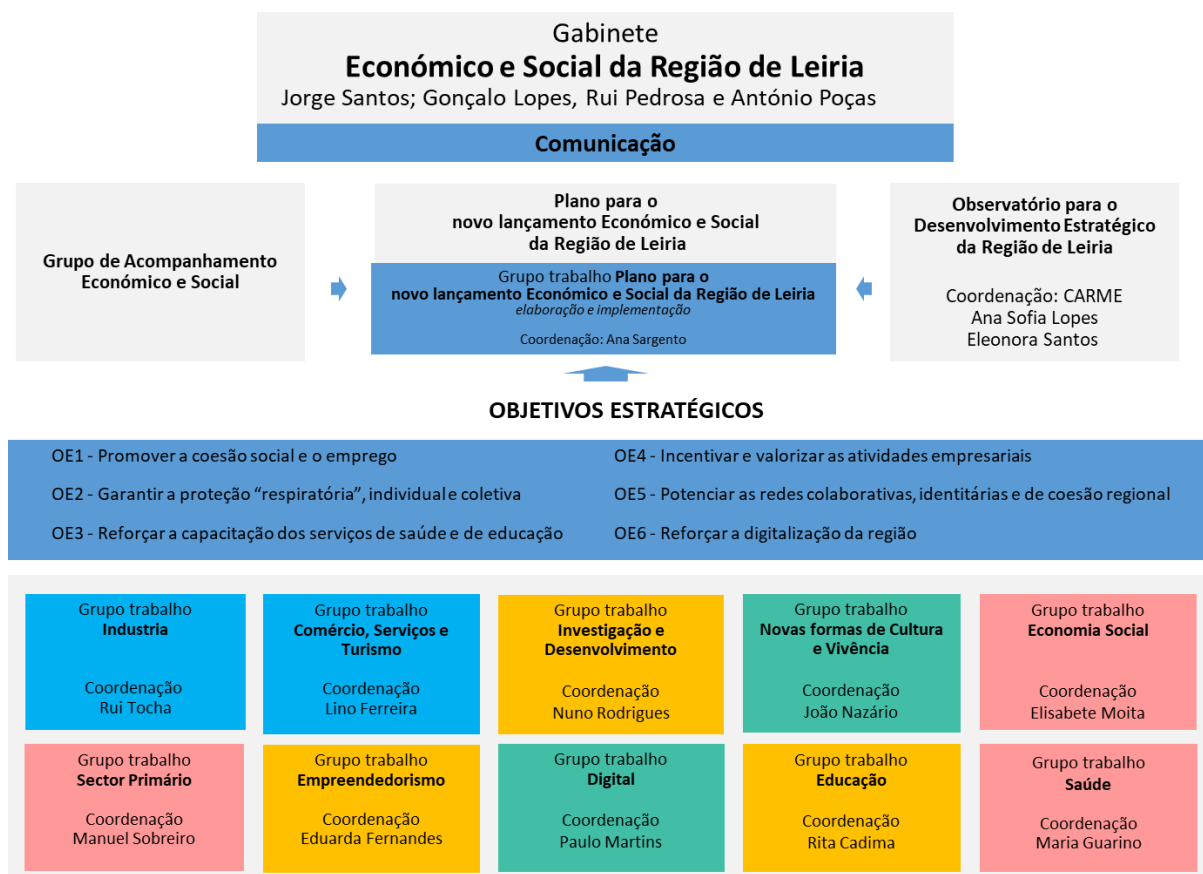 Gabinete
Económico e Social da Região de Leiria
Jorge Santos; Gonçalo Lopes, Rui Pedrosa e António Poças
Comunicação
Grupo de Acompanhamento
Económico e Social
Plano para o
novo lançamento Económico e Social
da Região de Leiria
Grupo trabalho Plano para o
novo lançamento Económico e Social da Região de Leiria
elaboração e implementação
Coordenação: Ana Sargento
Observatório para o
Desenvolvimento Estratégico
da Região de Leiria
Coordenação: CARME
Ana Sofia Lopes
Eleonora Santos
OBJETIVOS ESTRATÉGICOS
OE1 - Promover a coesão social e o emprego
OE2 - Garantir a proteção “respiratória”, individual e coletiva
OE3 - Reforçar a capacitação dos serviços de saúde e de educação
OE4 - Incentivar e valorizar as atividades empresariais
OE5 - Potenciar as redes colaborativas, identitárias e de coesão regional
OE6 - Reforçar a digitalização da região
Grupo trabalho
Industria
Coordenação
Rui Tocha
Grupo trabalho
Comércio, Serviços e
Turismo
Coordenação
Lino Ferreira
Grupo trabalho
Investigação e
Desenvolvimento
Coordenação
Nuno Rodrigues
Grupo trabalho
Novas formas de Cultura
e Vivência
Coordenação
João Nazário
Grupo trabalho
Economia Social
Coordenação
Elisabete Moita
Grupo trabalho
Sector Primário
Coordenação
Manuel Sobreiro
Grupo trabalho
Empreendedorismo
Coordenação
Eduarda Fernandes
Grupo trabalho
Digital
Coordenação
Paulo Martins
Grupo trabalho
Educação
Coordenação
Rita Cadima
Grupo trabalho
Saúde
Coordenação
Maria Guarino